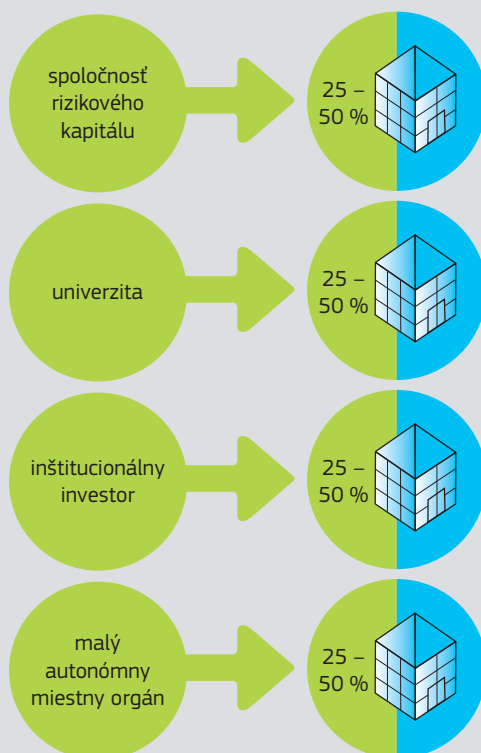 spoločnosť
rizikového
kapitálu
25 –
50 %
univerzita
25 –
50 %
inštitucionálny
investor
25 –
50 %
malý
autonómny
miestny orgán
25 –
50 %